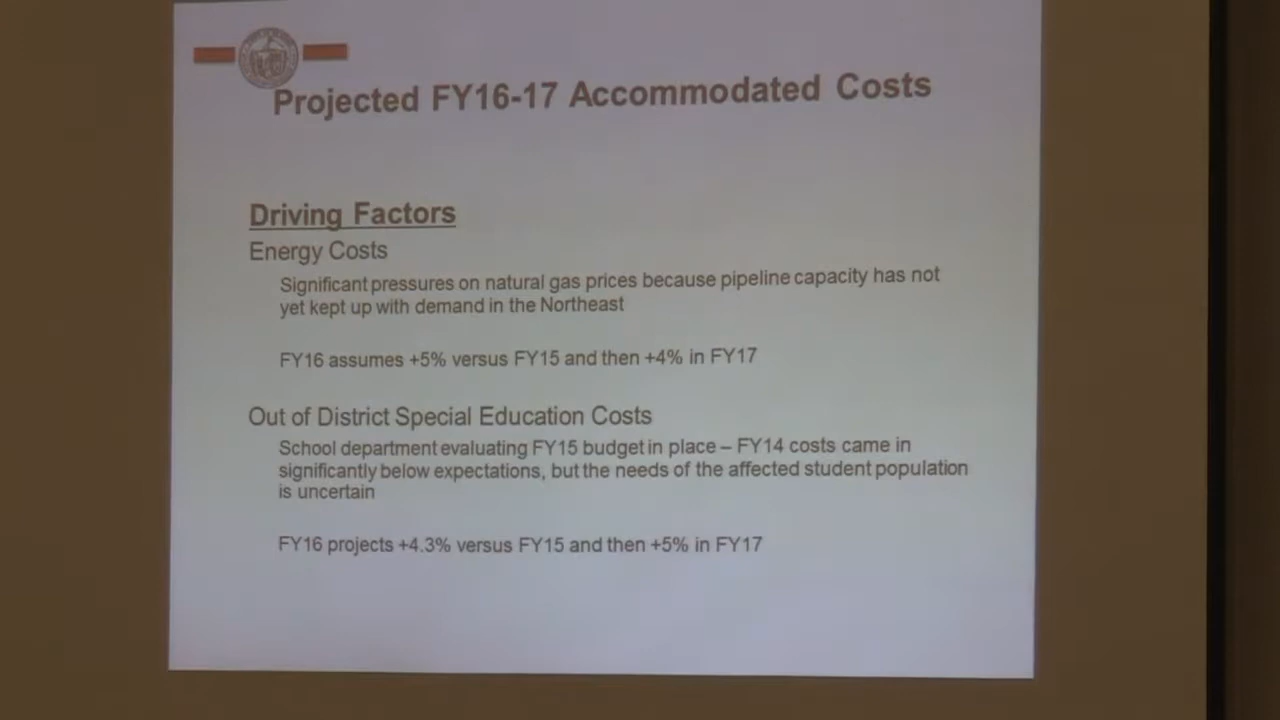 Projected FY16-17 Accommodated Costs
Driving Factors
Energy Costs
Significant pressures on natural gas prices because pipeline capacity has not
yet kept up with demand in the Northeast
FY16 assumes +5% versus FY15 and then +4% in FY17
Out of District Special Education Costs
School department evaluating FY15 budget in place – FY14 costs came in
significantly below expectations, but the needs of the affected student population
is uncertain
FY16 projects +4.3% versus FY15 and then +5% in FY17